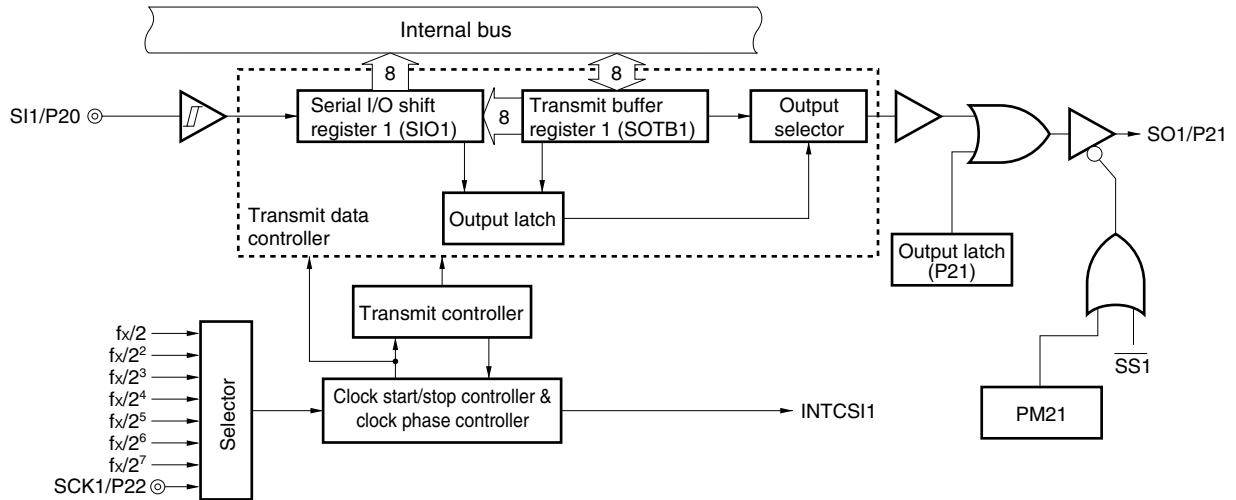 Internal bus
8
8
SI1/P20
Serial I/O shift
register 1 (SIO1)
8
Transmit buffer
register 1 (SOTB1)
Output
selector
SO1/P21
Transmit data
controller
Output latch
Output latch
(P21)
Transmit controller
fx/2
fx/2²
fx/2³
fx/2⁴
fx/2⁵
fx/2⁶
fx/2⁷
SCK1/P22
Selector
Clock start/stop controller &
clock phase controller
INTCSI1
PM21
S̅S̅1̅